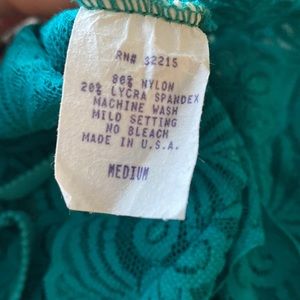 RN# 32215
80% NYLON
20% LYCRA SPANDEX
MACHINE WASH
MILD SETTING
NO BLEACH
MADE IN U.S.A.
MEDIUM